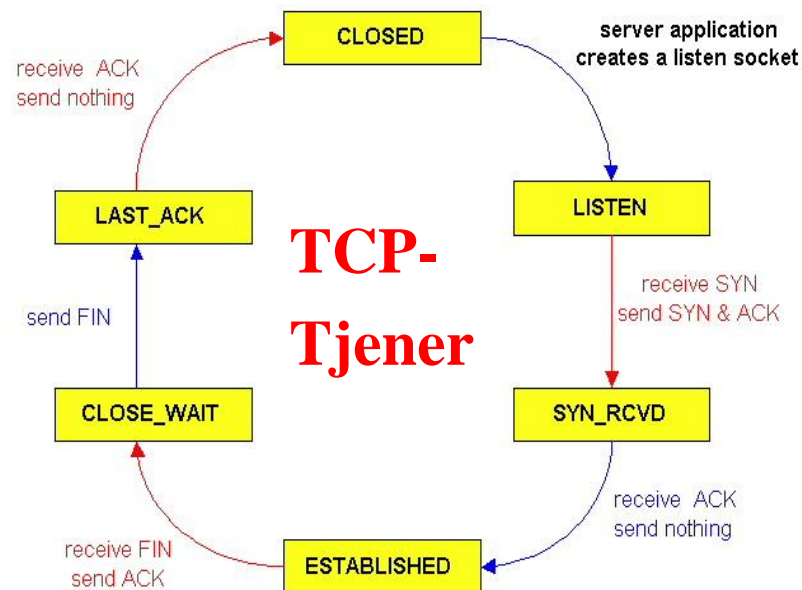 CLOSED
server application
creates a listen socket
receive ACK
send nothing
LAST_ACK
LISTEN
TCP-
Tjener
receive SYN
send SYN & ACK
send FIN
CLOSE_WAIT
SYN_RCVD
receive ACK
send nothing
receive FIN
send ACK
ESTABLISHED